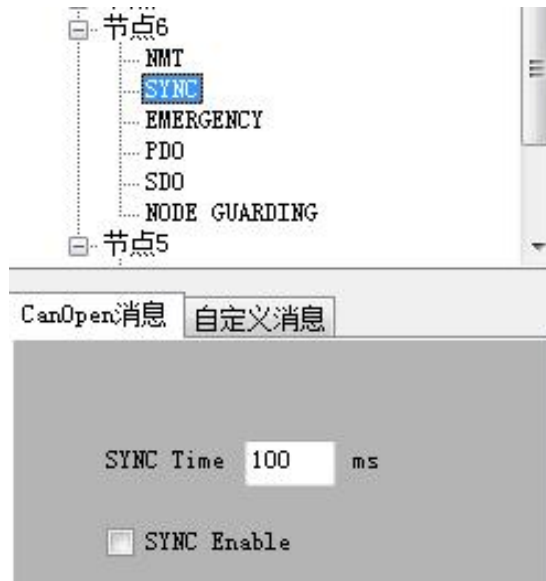 节点6
NMT
SYNC
EMERGENCY
PDO
SDO
NODE GUARDING
节点5
CanOpen消息 自定义消息
SYNC Time 100 ms
SYNC Enable